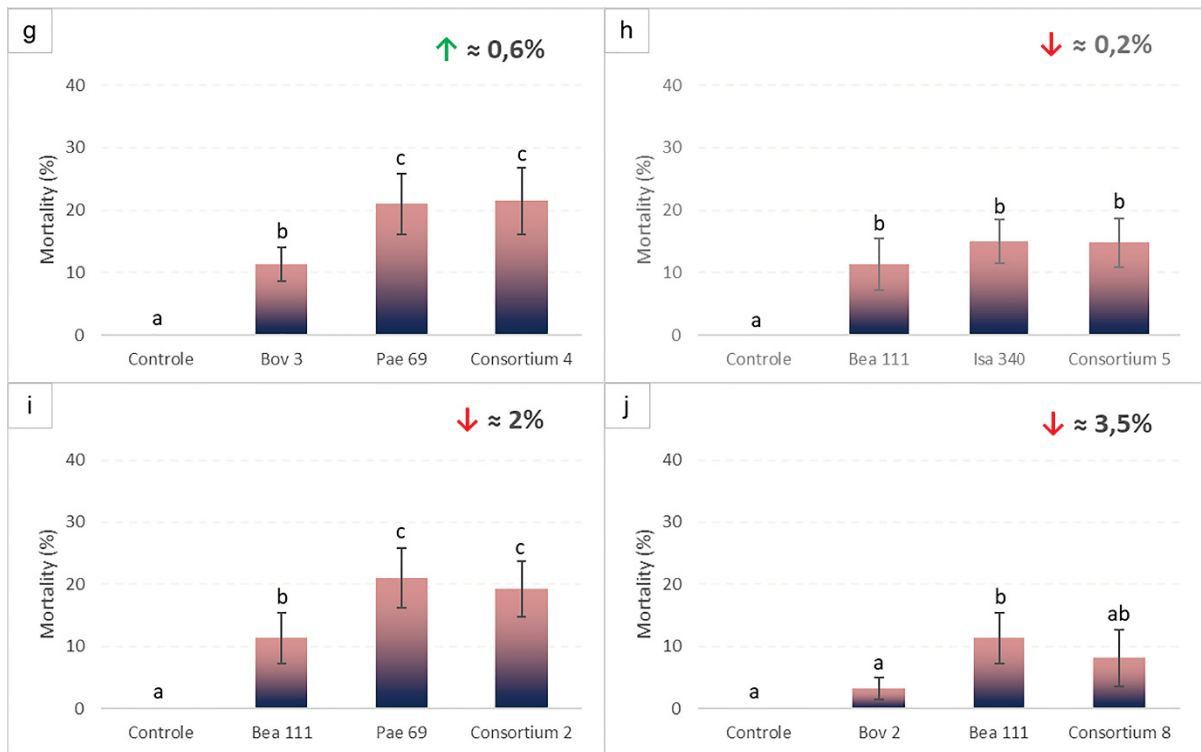 g
↑ ≈ 0,6%
Mortality (%)
40
30
20
10
0
a
b
c
c
Controle
Bov 3
Pae 69
Consortium 4
h
↓ ≈ 0,2%
Mortality (%)
40
30
20
10
0
a
b
b
b
Controle
Bea 111
Isa 340
Consortium 5
i
↓ ≈ 2%
Mortality (%)
40
30
20
10
0
a
b
c
c
Controle
Bea 111
Pae 69
Consortium 2
j
↓ ≈ 3,5%
Mortality (%)
40
30
20
10
0
a
a
b
ab
Controle
Bov 2
Bea 111
Consortium 8